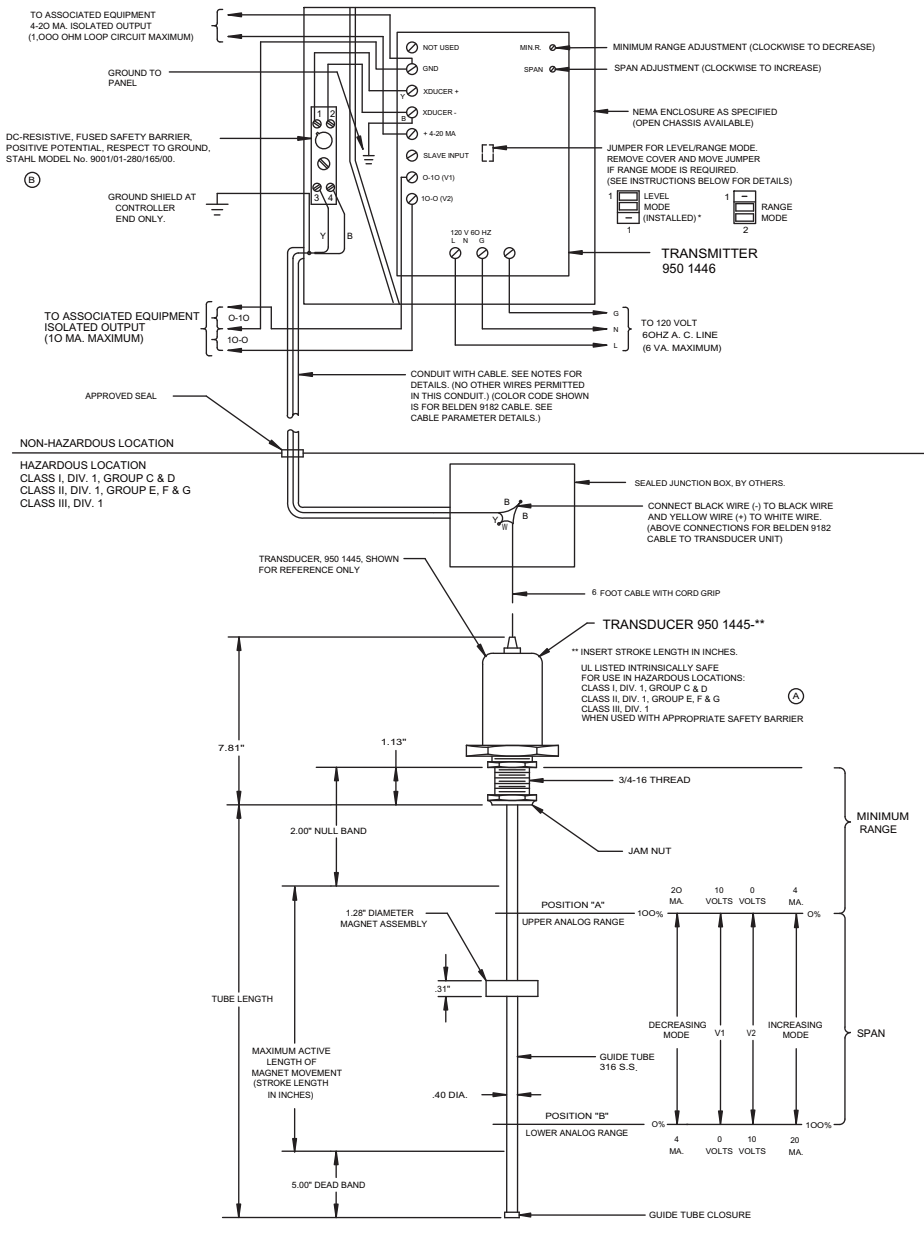 TO ASSOCIATED EQUIPMENT
4-20 MA. ISOLATED OUTPUT
(1,000 OHM LOOP CIRCUIT MAXIMUM)
GROUND TO
PANEL
DC-RESISTIVE, FUSED SAFETY BARRIER,
POSITIVE POTENTIAL, RESPECT TO GROUND,
STAHL MODEL No. 9001/01-280/165/00.
B
GROUND SHIELD AT
CONTROLLER
END ONLY.
1 2
3 4
Y B
Y
B
NOT USED
GND
XDUCER +
XDUCER -
+ 4-20 MA
SLAVE INPUT
0-10 (V1)
10-0 (V2)
MIN.R.
SPAN
120 V 60 HZ
L N G
MINIMUM RANGE ADJUSTMENT (CLOCKWISE TO DECREASE)
SPAN ADJUSTMENT (CLOCKWISE TO INCREASE)
NEMA ENCLOSURE AS SPECIFIED
(OPEN CHASSIS AVAILABLE)
JUMPER FOR LEVEL/RANGE MODE.
REMOVE COVER AND MOVE JUMPER
IF RANGE MODE IS REQUIRED.
(SEE INSTRUCTIONS BELOW FOR DETAILS)
1 LEVEL
MODE
(INSTALLED) *
1
1
RANGE
MODE
2
TRANSMITTER
950 1446
TO ASSOCIATED EQUIPMENT
ISOLATED OUTPUT
(10 MA. MAXIMUM)
0-10
10-0
G
N
L
TO 120 VOLT
60HZ A. C. LINE
(6 VA. MAXIMUM)
CONDUIT WITH CABLE. SEE NOTES FOR
DETAILS. (NO OTHER WIRES PERMITTED
IN THIS CONDUIT.) (COLOR CODE SHOWN
IS FOR BELDEN 9182 CABLE. SEE
CABLE PARAMETER DETAILS.)
APPROVED SEAL
NON-HAZARDOUS LOCATION
HAZARDOUS LOCATION
CLASS I, DIV. 1, GROUP C & D
CLASS II, DIV. 1, GROUP E, F & G
CLASS III, DIV. 1
B
B
Y
W
SEALED JUNCTION BOX, BY OTHERS.
CONNECT BLACK WIRE (-) TO BLACK WIRE
AND YELLOW WIRE (+) TO WHITE WIRE.
(ABOVE CONNECTIONS FOR BELDEN 9182
CABLE TO TRANSDUCER UNIT)
TRANSDUCER, 950 1445, SHOWN
FOR REFERENCE ONLY
6 FOOT CABLE WITH CORD GRIP
TRANSDUCER 950 1445-**
** INSERT STROKE LENGTH IN INCHES.
UL LISTED INTRINSICALLY SAFE
FOR USE IN HAZARDOUS LOCATIONS:
CLASS I, DIV. 1, GROUP C & D
CLASS II, DIV. 1, GROUP E, F & G
CLASS III, DIV. 1
WHEN USED WITH APPROPRIATE SAFETY BARRIER
A
7.81"
1.13"
3/4-16 THREAD
2.00" NULL BAND
JAM NUT
MINIMUM
RANGE
20
MA.
10
VOLTS
0
VOLTS
4
MA.
POSITION "A"
UPPER ANALOG RANGE
100%
0%
1.28" DIAMETER
MAGNET ASSEMBLY
.31"
TUBE LENGTH
DECREASING
MODE
V1
V2
INCREASING
MODE
SPAN
MAXIMUM ACTIVE
LENGTH OF
MAGNET MOVEMENT
(STROKE LENGTH
IN INCHES)
GUIDE TUBE
316 S.S.
.40 DIA.
POSITION "B"
LOWER ANALOG RANGE
0%
100%
4
MA.
0
VOLTS
10
VOLTS
20
MA.
5.00" DEAD BAND
GUIDE TUBE CLOSURE